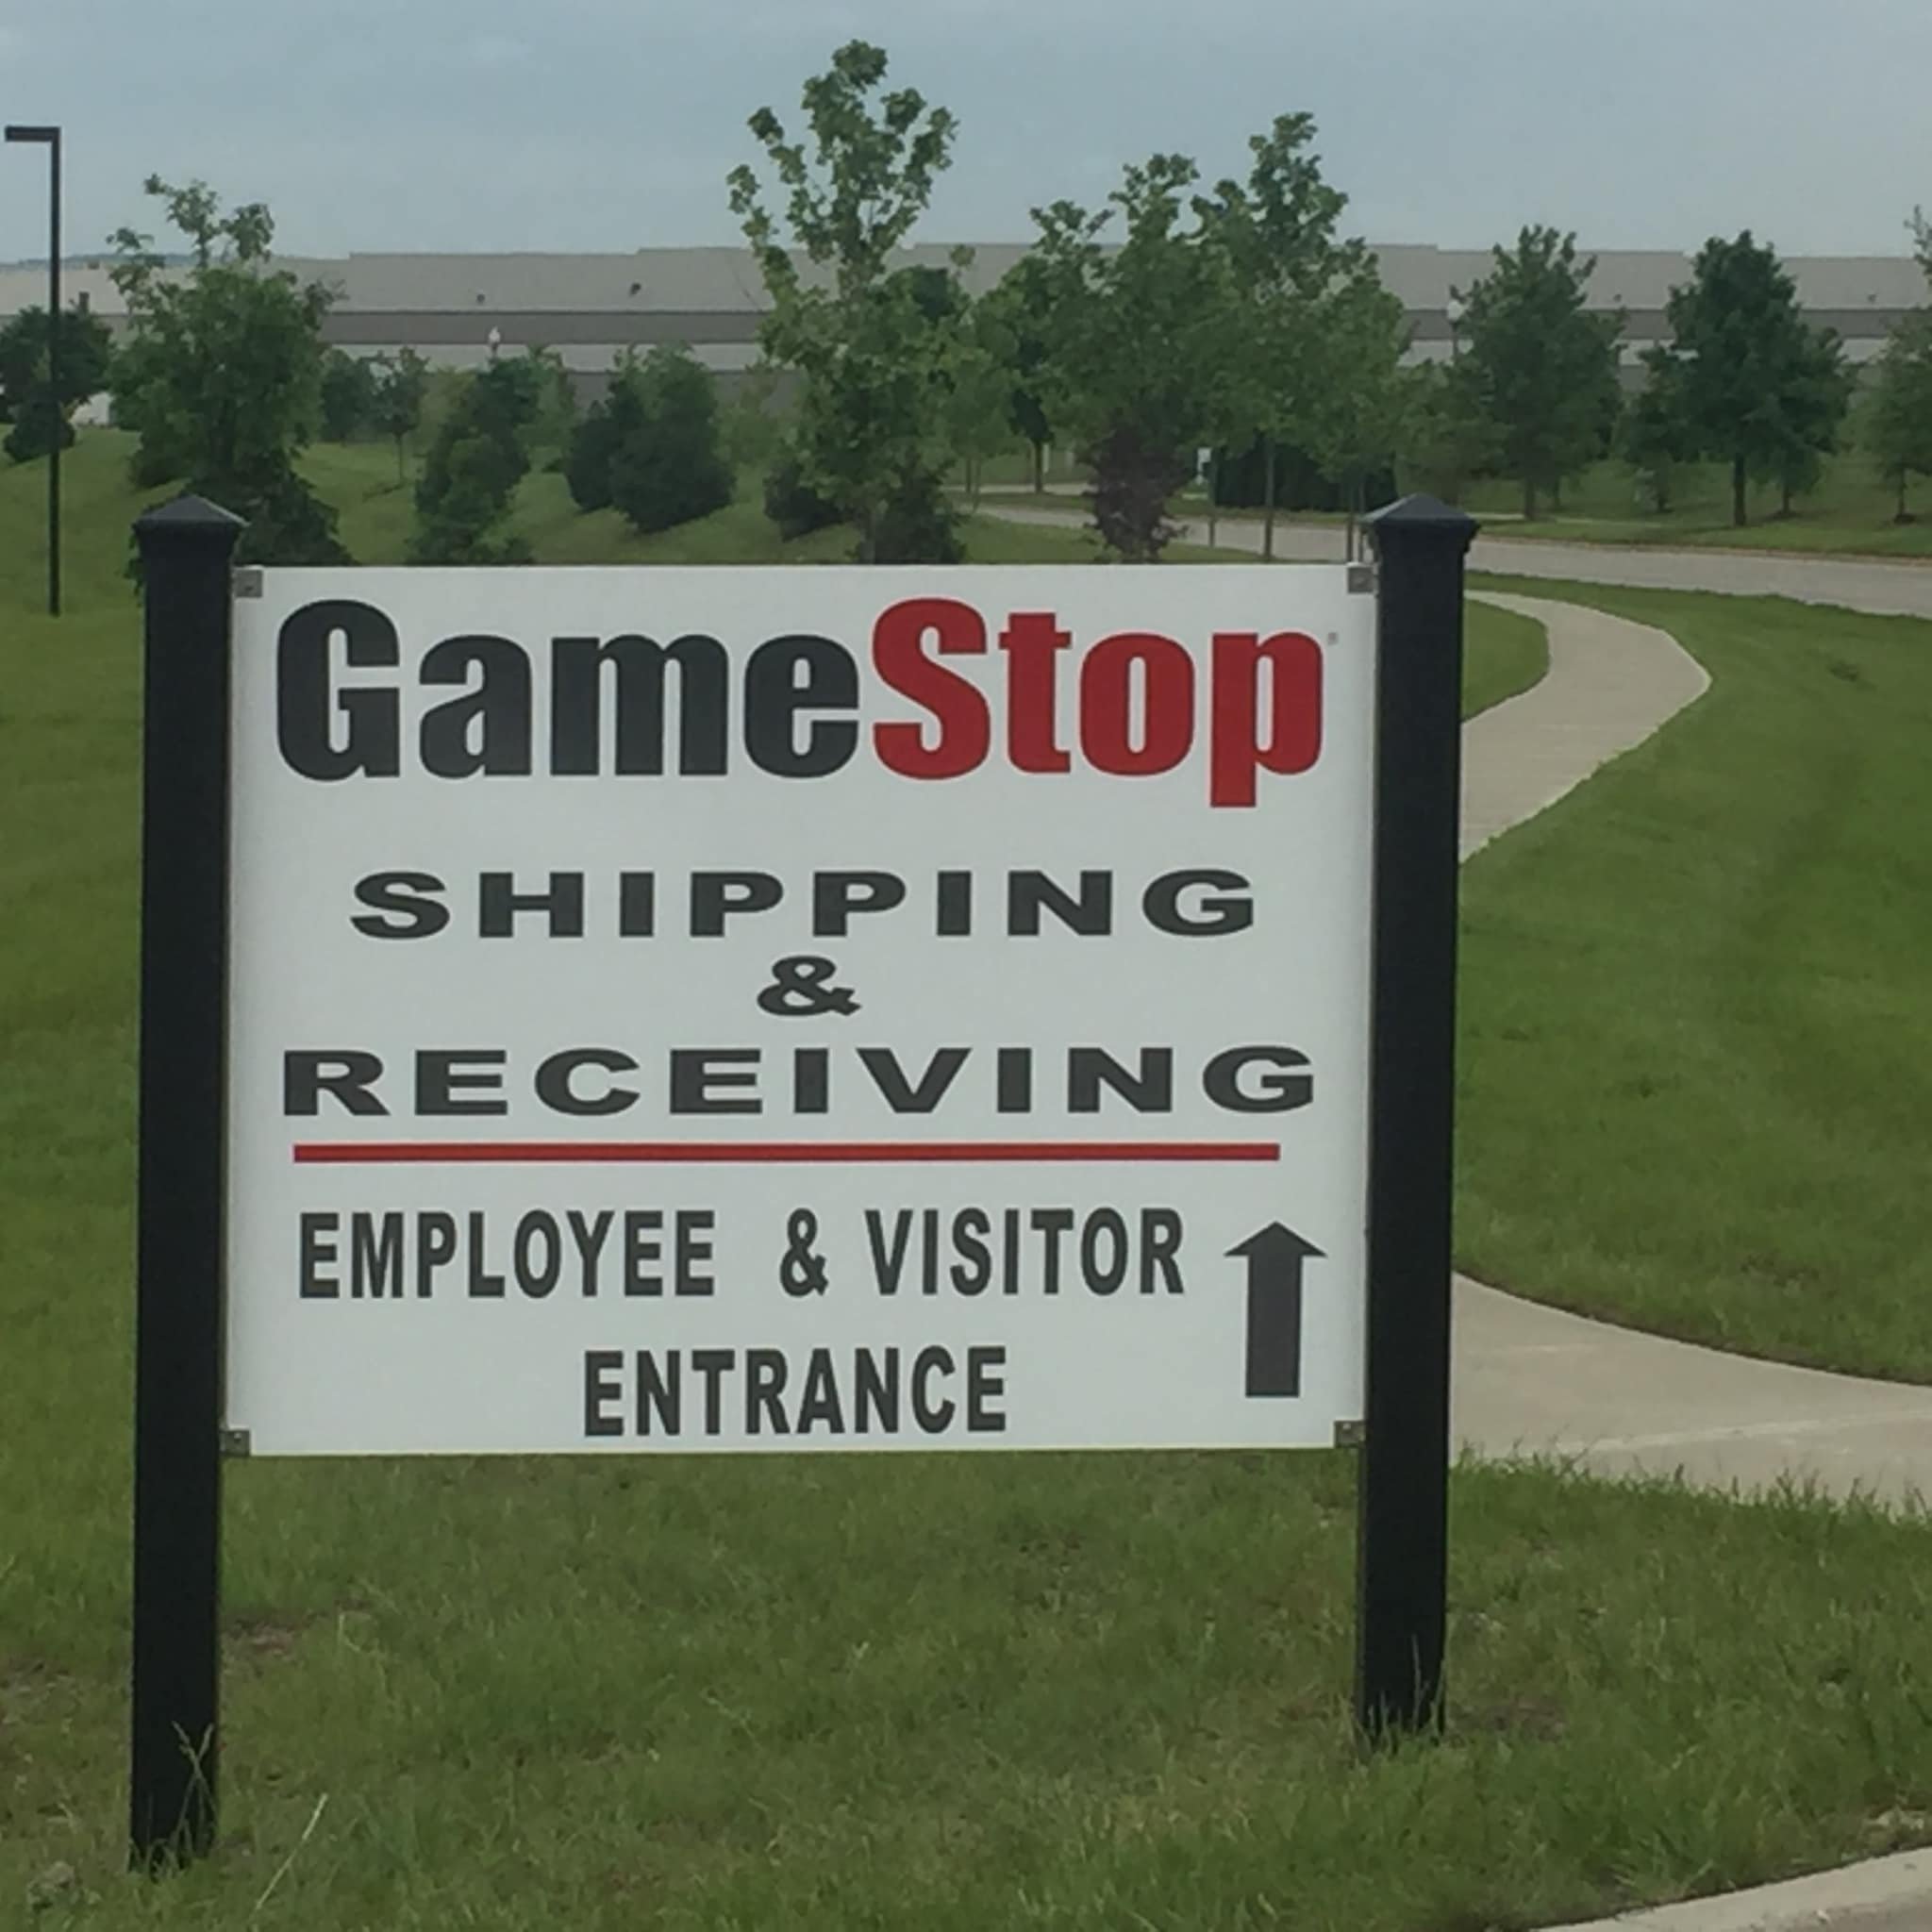 GameStop
SHIPPING
&
RECEIVING
EMPLOYEE & VISITOR
ENTRANCE